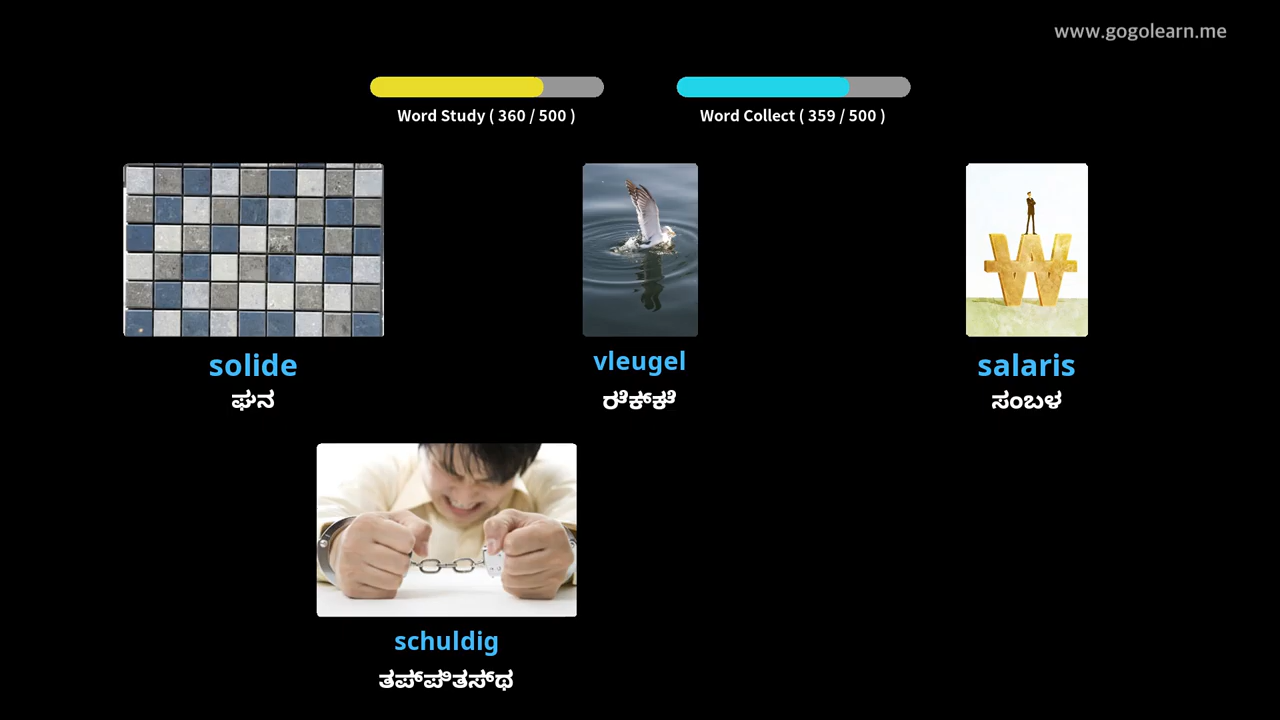 www.gogolearn.me
Word Study ( 360 / 500 )
Word Collect ( 359 / 500 )
solide
ಘನ
vleugel
ರೆಕ್ಕೆ
salaris
ಸಂಬಳ
schuldig
ತಪ್ಪಿತಸ್ಥ